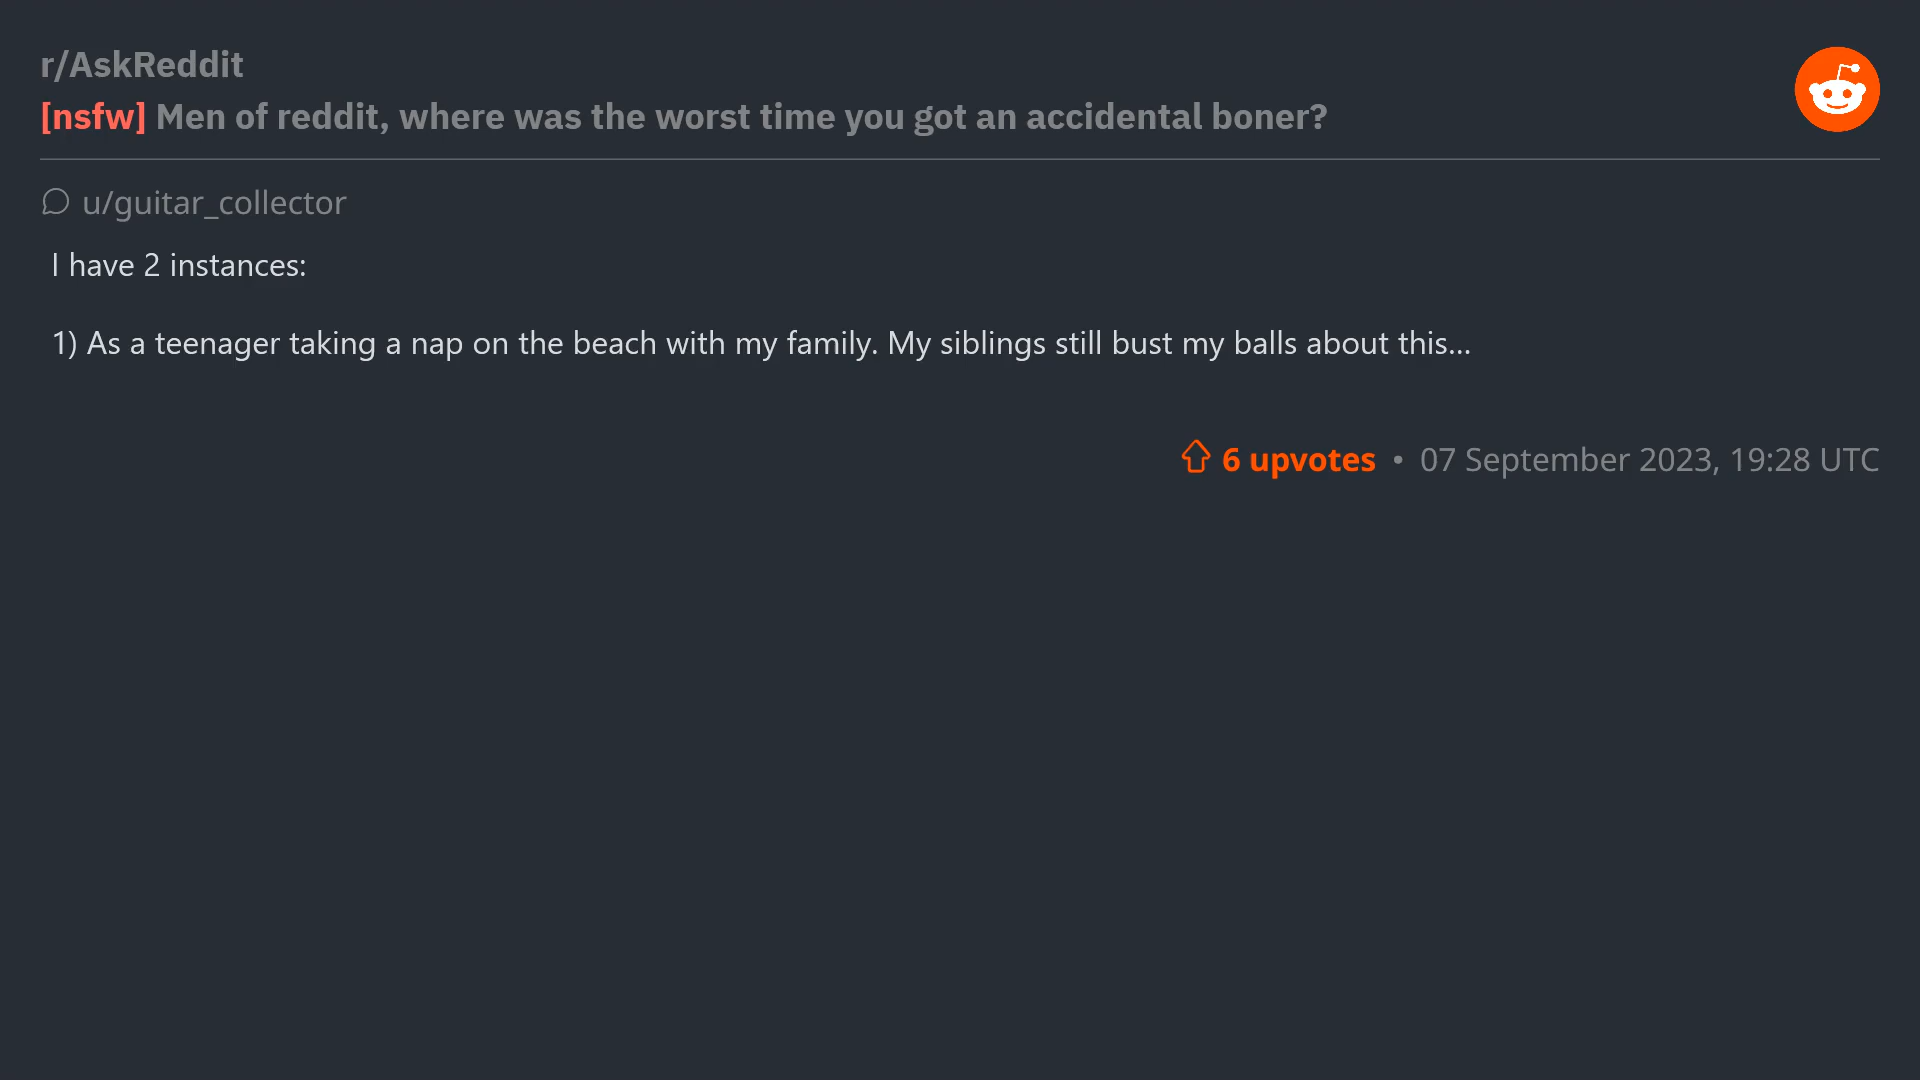 r/AskReddit
[nsfw] Men of reddit, where was the worst time you got an accidental boner?
u/guitar_collector
I have 2 instances:
1) As a teenager taking a nap on the beach with my family. My siblings still bust my balls about this...
6 upvotes • 07 September 2023, 19:28 UTC